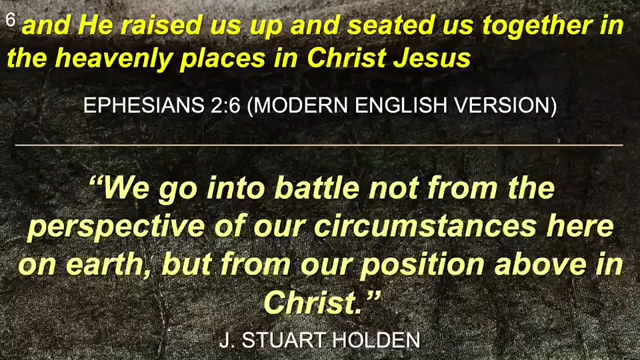 6 and He raised us up and seated us together in
the heavenly places in Christ Jesus
EPHESIANS 2:6 (MODERN ENGLISH VERSION)
“We go into battle not from the
perspective of our circumstances here
on earth, but from our position above in
Christ.”
J. STUART HOLDEN